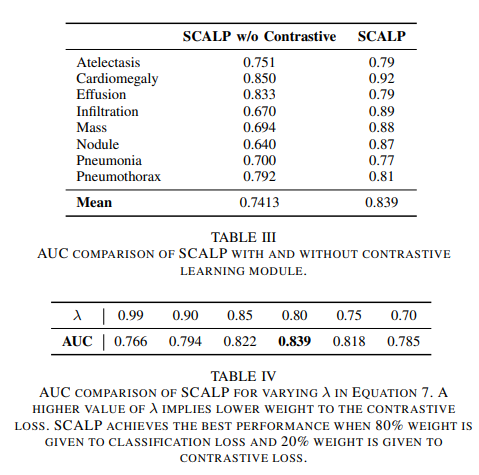 SCALP w/o Contrastive SCALP
Atelectasis 0.751 0.79
Cardiomegaly 0.850 0.92
Effusion 0.833 0.79
Infiltration 0.670 0.89
Mass 0.694 0.88
Nodule 0.640 0.87
Pneumonia 0.700 0.77
Pneumothorax 0.792 0.81
Mean 0.7413 0.839
TABLE III
AUC COMPARISON OF SCALP WITH AND WITHOUT CONTRASTIVE
LEARNING MODULE.
λ 0.99 0.90 0.85 0.80 0.75 0.70
AUC 0.766 0.794 0.822 0.839 0.818 0.785
TABLE IV
AUC COMPARISON OF SCALP FOR VARYING λ IN EQUATION 7. A
HIGHER VALUE OF λ IMPLIES LOWER WEIGHT TO THE CONTRASTIVE
LOSS. SCALP ACHIEVES THE BEST PERFORMANCE WHEN 80% WEIGHT IS
GIVEN TO CLASSIFICATION LOSS AND 20% WEIGHT IS GIVEN TO
CONTRASTIVE LOSS.